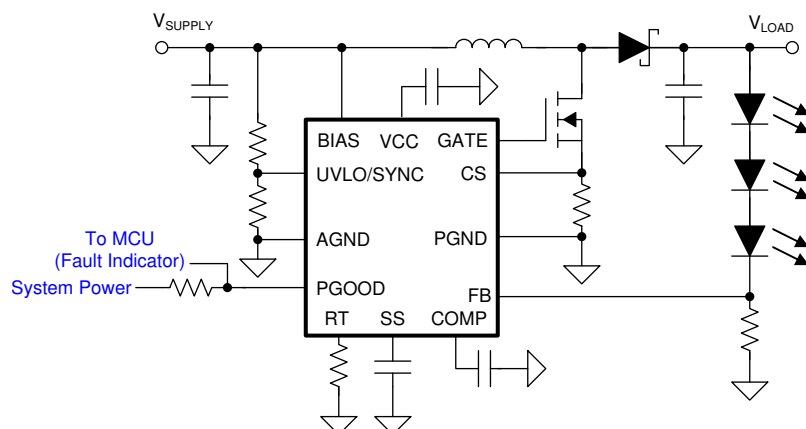 VSUPPLY
VLOAD
BIAS VCC GATE
UVLO/SYNC CS
AGND PGND
To MCU
(Fault Indicator)
System Power
PGOOD FB
RT SS COMP